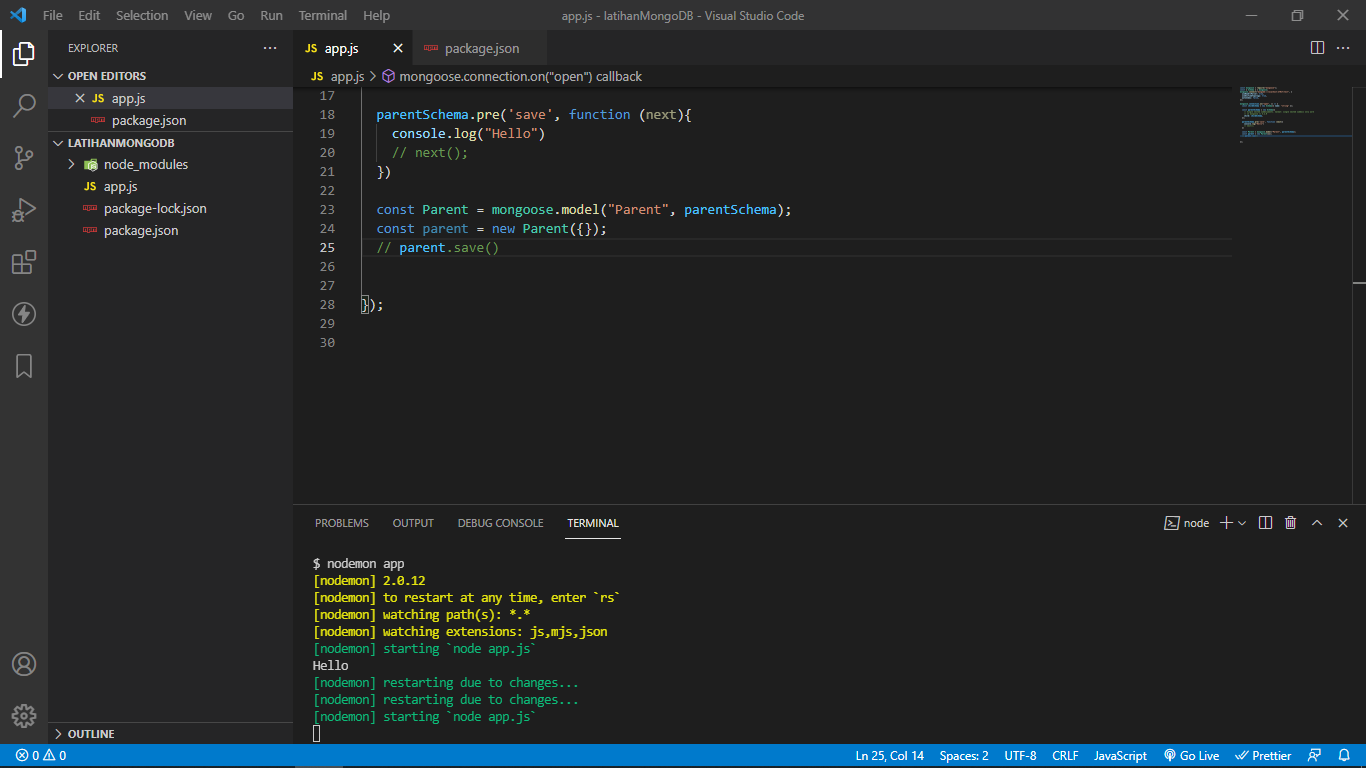 File Edit Selection View Go Run Terminal Help app.js - latihanMongoDB - Visual Studio Code
EXPLORER
OPEN EDITORS
JS app.js
package.json
LATIHANMONGODB
node_modules
JS app.js
package-lock.json
package.json
OUTLINE
JS app.js package.json
JS app.js > mongoose.connection.on("open") callback
17
18 parentSchema.pre('save', function (next){
19 console.log("Hello")
20 // next();
21 })
22
23 const Parent = mongoose.model("Parent", parentSchema);
24 const parent = new Parent({});
25 // parent.save()
26
27
28 });
29
30
PROBLEMS OUTPUT DEBUG CONSOLE TERMINAL node
$ nodemon app
[nodemon] 2.0.12
[nodemon] to restart at any time, enter `rs`
[nodemon] watching path(s): *.*
[nodemon] watching extensions: js,mjs,json
[nodemon] starting `node app.js`
Hello
[nodemon] restarting due to changes...
[nodemon] restarting due to changes...
[nodemon] starting `node app.js`
0 0 Ln 25, Col 14 Spaces: 2 UTF-8 CRLF JavaScript Go Live Prettier